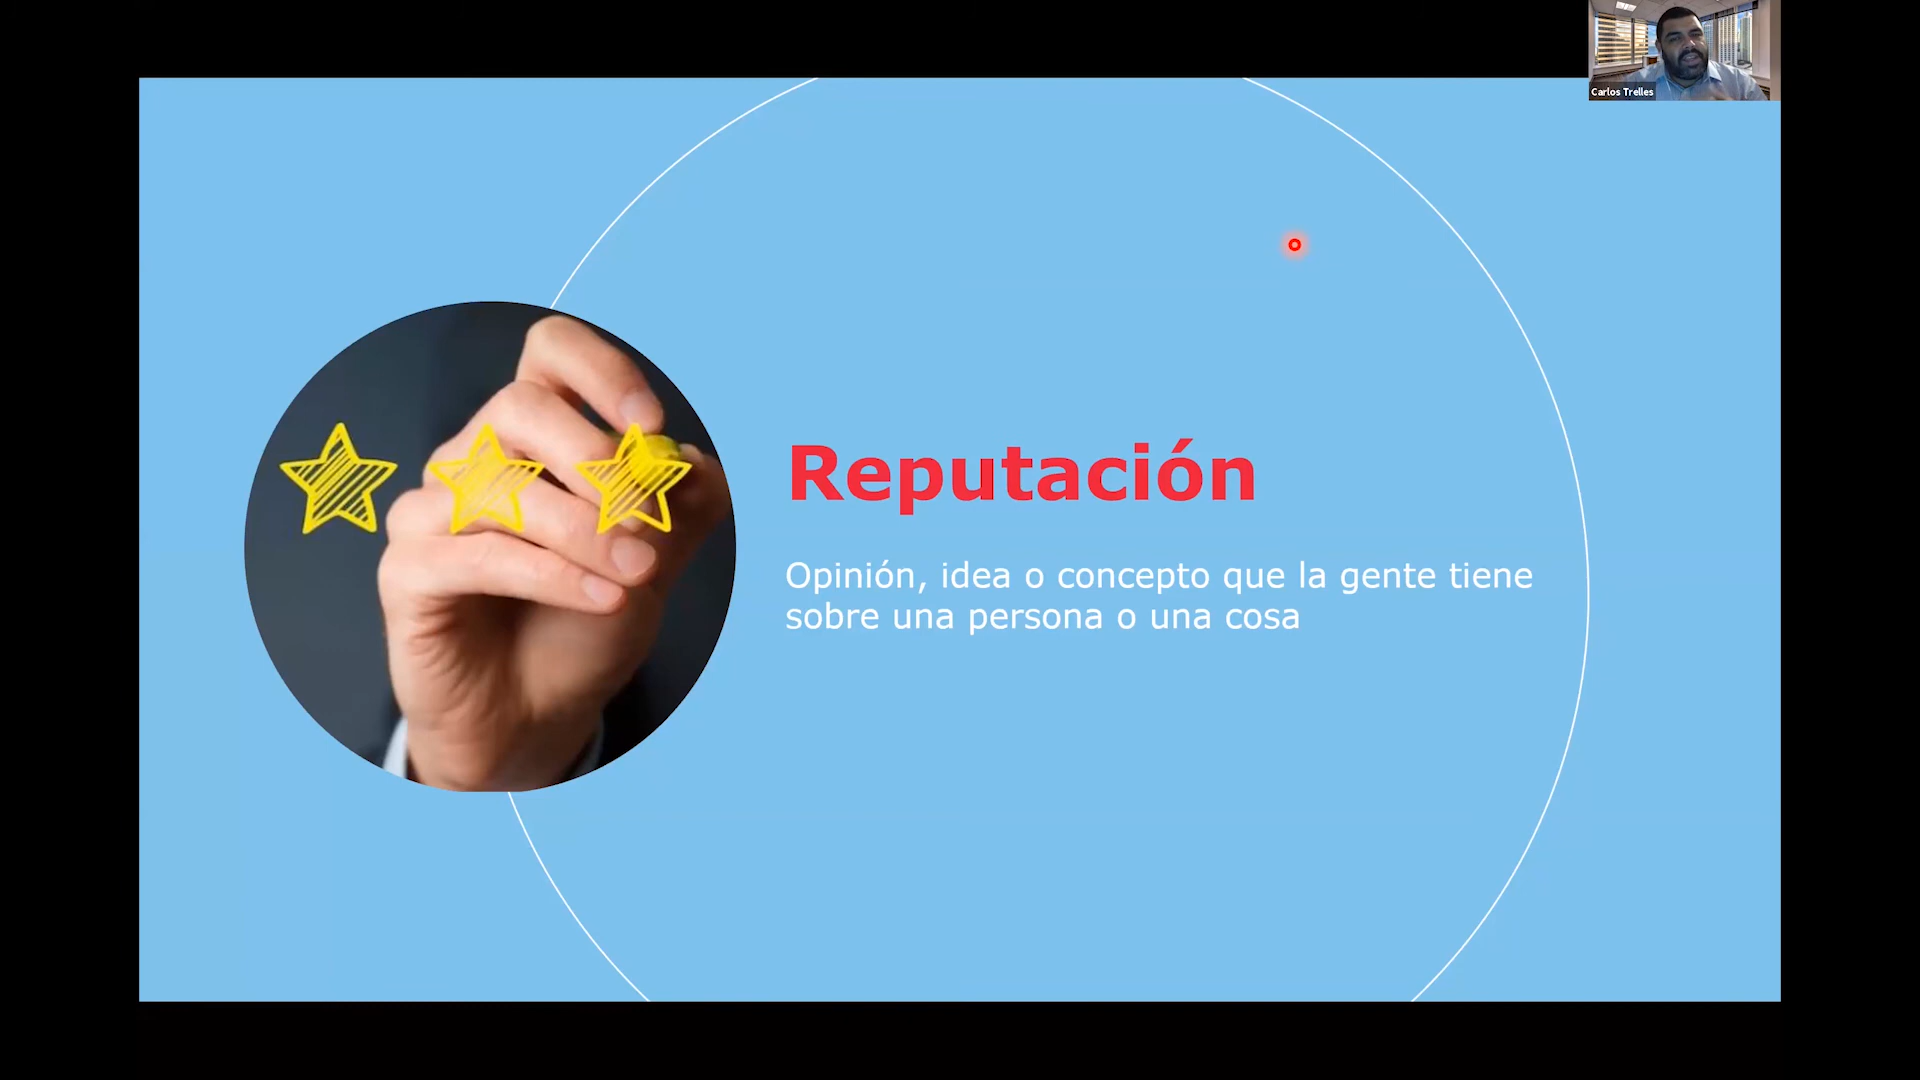 Carlos Trelles
Reputación
Opinión, idea o concepto que la gente tiene
sobre una persona o una cosa